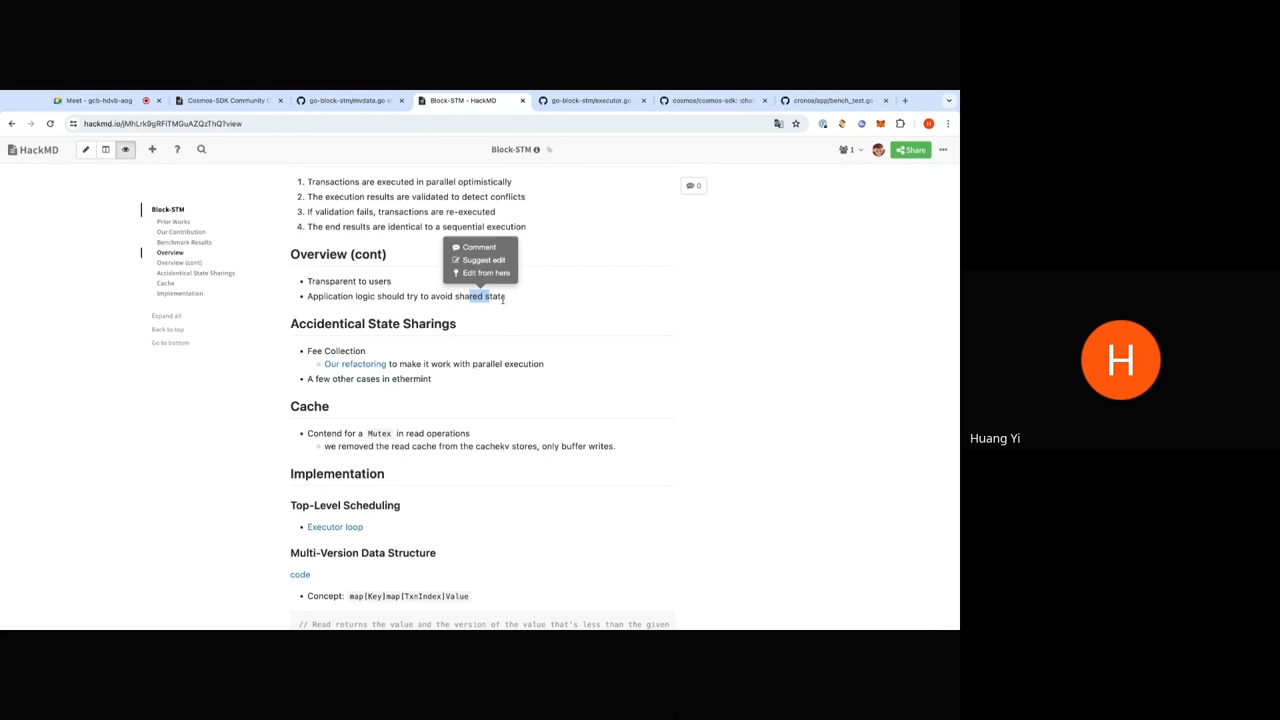 Meet – gcb-hdvb-aog
Cosmos-SDK Community C
go-block-stm/mvdata.go a
Block-STM - HackMD
go-block-stm/executor.go
cosmos/cosmos-sdk: :chai
cronos/app/bench_test.go
hackmd.io/jMhLrk9gRFiTMGuAZQzThQ?view
HackMD
Block-STM
1
Share
Block-STM
Prior Works
Our Contribution
Benchmark Results
Overview
Overview (cont)
Accidentical State Sharings
Cache
Implementation
Expand all
Back to top
Go to bottom
1. Transactions are executed in parallel optimistically
2. The execution results are validated to detect conflicts
3. If validation fails, transactions are re-executed
4. The end results are identical to a sequential execution
0
Overview (cont)
Comment
Suggest edit
Edit from here
• Transparent to users
• Application logic should try to avoid shared state
Accidentical State Sharings
• Fee Collection
◦ Our refactoring to make it work with parallel execution
• A few other cases in ethermint
Cache
• Contend for a Mutex in read operations
◦ we removed the read cache from the cachekv stores, only buffer writes.
Implementation
Top-Level Scheduling
• Executor loop
Multi-Version Data Structure
code
• Concept: map[Key]map[TxnIndex]Value
// Read returns the value and the version of the value that's less than the given
H
Huang Yi